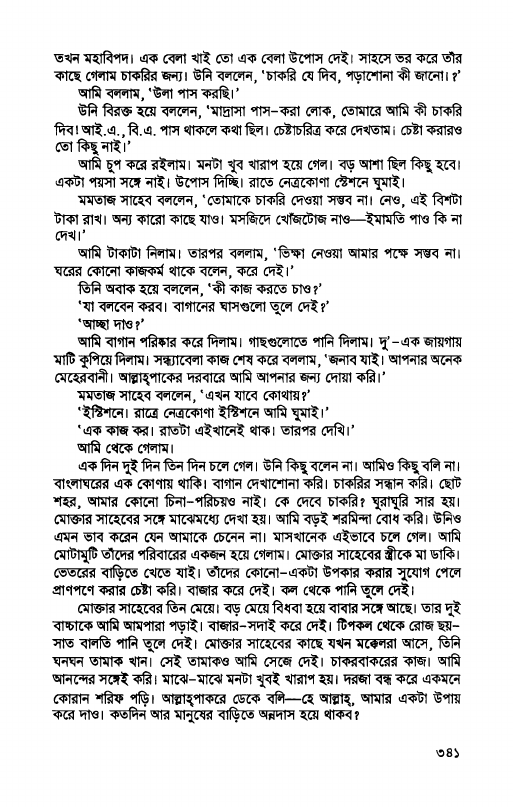 তখন মহাবিপদ। এক বেলা খাই তো এক বেলা উপোস দেই। সাহসে ভর করে তাঁর
কাছে গেলাম চাকরির জন্য। উনি বললেন, ‘চাকরি যে দিব, পড়াশোনা কী জানো।?’
আমি বললাম, ‘উলা পাস করছি।’
উনি বিরক্ত হয়ে বললেন, ‘মাদ্রাসা পাস-করা লোক, তোমারে আমি কী চাকরি
দিব! আই.এ., বি.এ. পাস থাকলে কথা ছিল। চেষ্টাচরিত্র করে দেখতাম। চেষ্টা করারও
তো কিছু নাই।’
আমি চুপ করে রইলাম। মনটা খুব খারাপ হয়ে গেল। বড় আশা ছিল কিছু হবে।
একটা পয়সা সঙ্গে নাই। উপোস দিচ্ছি। রাতে নেত্রকোণা স্টেশনে ঘুমাই।
মমতাজ সাহেব বললেন, ‘তোমাকে চাকরি দেওয়া সম্ভব না। নেও, এই বিশটা
টাকা রাখ। অন্য কারো কাছে যাও। মসজিদে খোঁজটোজ নাও—ইমামতি পাও কি না
দেখ।’
আমি টাকাটা নিলাম। তারপর বললাম, ‘ভিক্ষা নেওয়া আমার পক্ষে সম্ভব না।
ঘরের কোনো কাজকর্ম থাকে বলেন, করে দেই।’
তিনি অবাক হয়ে বললেন, ‘কী কাজ করতে চাও?’
‘যা বলবেন করব। বাগানের ঘাসগুলো তুলে দেই?’
‘আচ্ছা দাও?’
আমি বাগান পরিষ্কার করে দিলাম। গাছগুলোতে পানি দিলাম। দু’-এক জায়গায়
মাটি কুপিয়ে দিলাম। সন্ধ্যাবেলা কাজ শেষ করে বললাম, ‘জনাব যাই। আপনার অনেক
মেহেরবানী। আল্লাহ্‌পাকের দরবারে আমি আপনার জন্য দোয়া করি।’
মমতাজ সাহেব বললেন, ‘এখন যাবে কোথায়?’
‘ইস্টিশনে। রাত্রে নেত্রকোণা ইস্টিশনে আমি ঘুমাই।’
‘এক কাজ কর। রাতটা এইখানেই থাক। তারপর দেখি।’
আমি থেকে গেলাম।
এক দিন দুই দিন তিন দিন চলে গেল। উনি কিছু বলেন না। আমিও কিছু বলি না।
বাংলাঘরের এক কোণায় থাকি। বাগান দেখাশোনা করি। চাকরির সন্ধান করি। ছোট
শহর, আমার কোনো চিনা-পরিচয়ও নাই। কে দেবে চাকরি? ঘুরাঘুরি সার হয়।
মোক্তার সাহেবের সঙ্গে মাঝেমধ্যে দেখা হয়। আমি বড়ই শরমিন্দা বোধ করি। উনিও
এমন ভাব করেন যেন আমাকে চেনেন না। মাসখানেক এইভাবে চলে গেল। আমি
মোটামুটি তাঁদের পরিবারের একজন হয়ে গেলাম। মোক্তার সাহেবের স্ত্রীকে মা ডাকি।
ভেতরের বাড়িতে খেতে যাই। তাঁদের কোনো-একটা উপকার করার সুযোগ পেলে
প্রাণপণে করার চেষ্টা করি। বাজার করে দেই। কল থেকে পানি তুলে দেই।
মোক্তার সাহেবের তিন মেয়ে। বড় মেয়ে বিধবা হয়ে বাবার সঙ্গে আছে। তার দুই
বাচ্চাকে আমি আমপারা পড়াই। বাজার-সদাই করে দেই। টিপকল থেকে রোজ ছয়-
সাত বালতি পানি তুলে দেই। মোক্তার সাহেবের কাছে যখন মক্কেলরা আসে, তিনি
ঘনঘন তামাক খান। সেই তামাকও আমি সেজে দেই। চাকরবাকরের কাজ। আমি
আনন্দের সঙ্গেই করি। মাঝে-মাঝে মনটা খুবই খারাপ হয়। দরজা বন্ধ করে একমনে
কোরান শরিফ পড়ি। আল্লাহ্‌পাকরে ডেকে বলি—হে আল্লাহ্‌, আমার একটা উপায়
করে দাও। কতদিন আর মানুষের বাড়িতে অন্নদাস হয়ে থাকব?
৩৪১